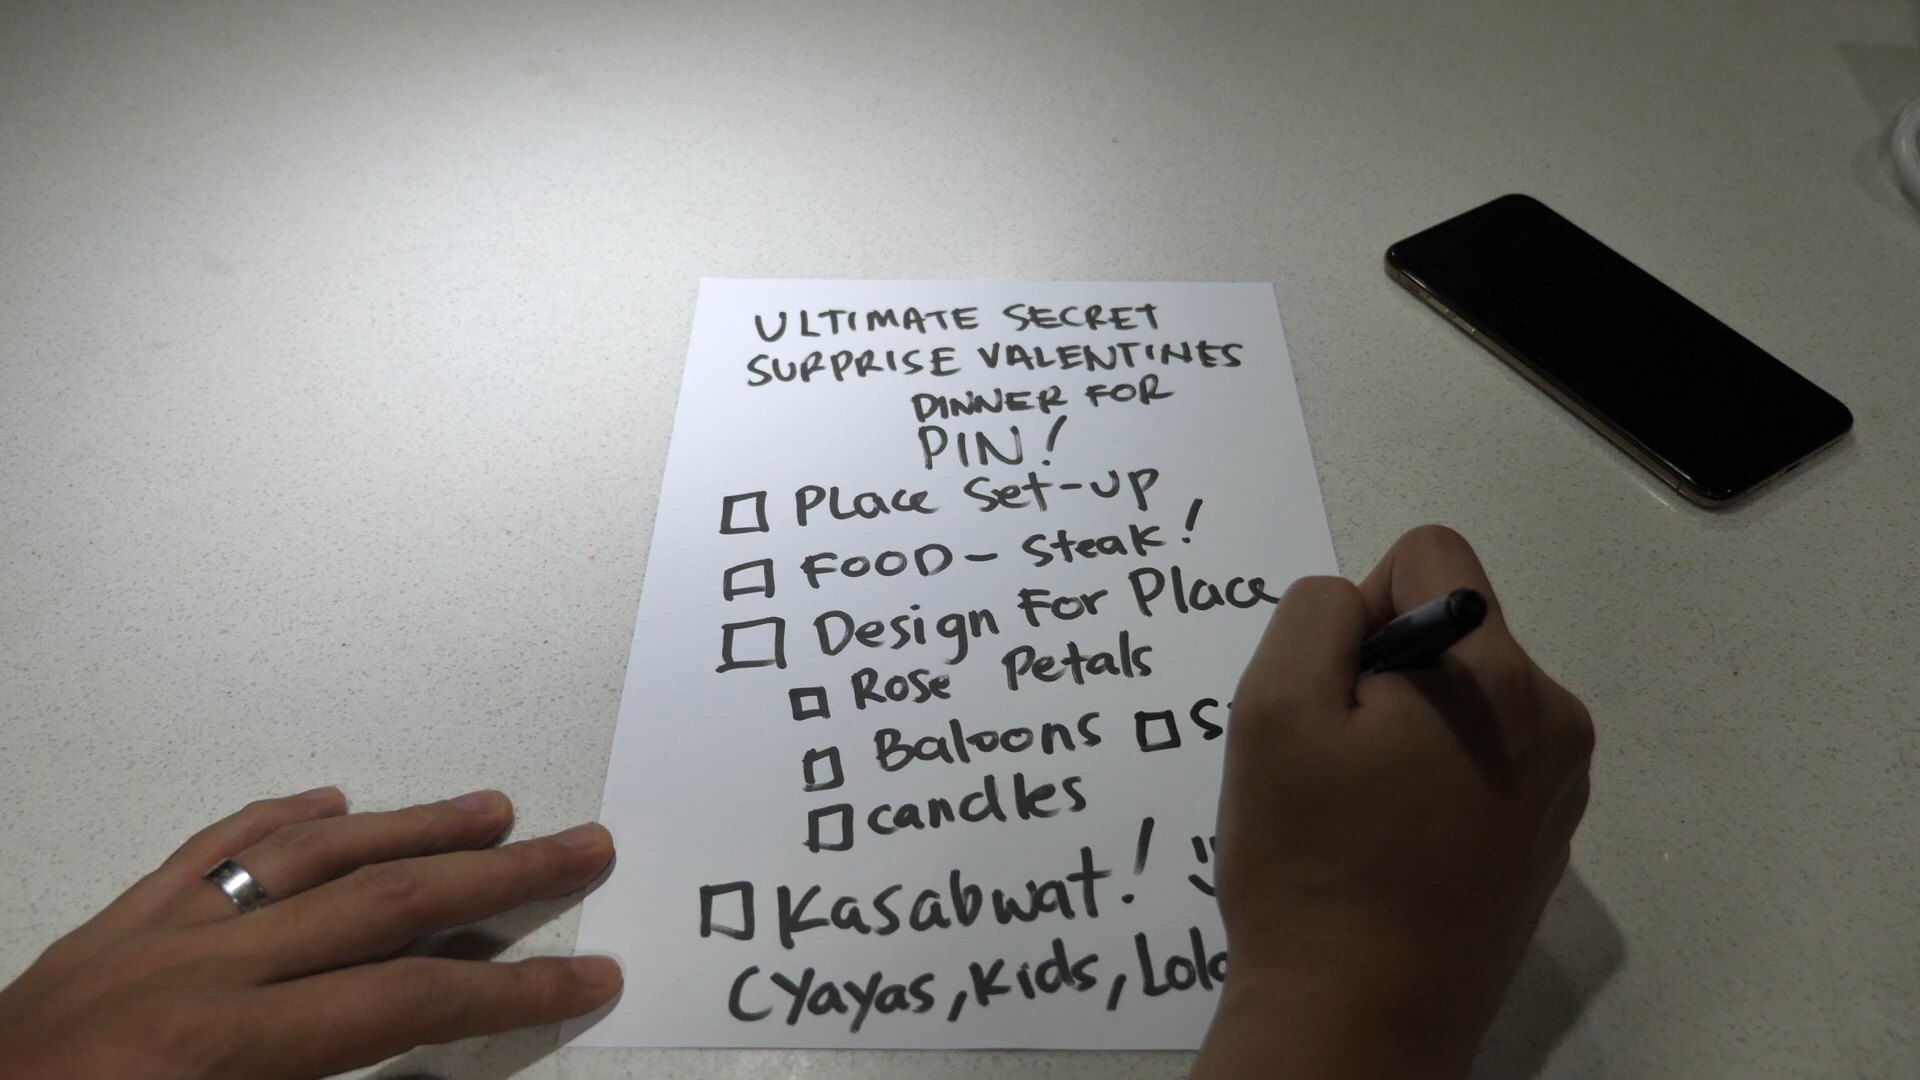 ULTIMATE SECRET
SURPRISE VALENTINES
DINNER FOR
PIN!
Place Set-up
FOOD - Steak!
Design For Place
Rose Petals
Baloons
candles
Kasabwat!
(Yayas, Kids,